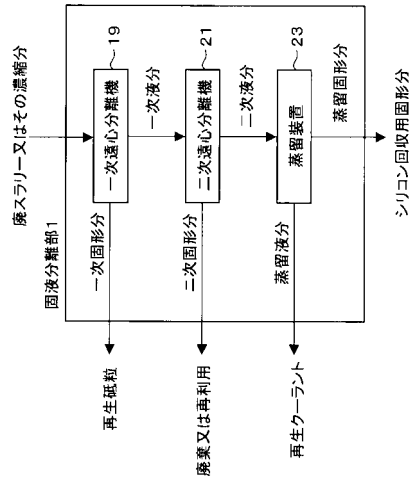 廃スラリー又はその濃縮分
固液分離部1
一次遠心分離機
19
一次固形分
再生砥粒
一次液分
二次遠心分離機
21
二次固形分
廃棄又は再利用
二次液分
蒸留装置
23
蒸留液分
再生クーラント
蒸留固形分
シリコン回収用固形分